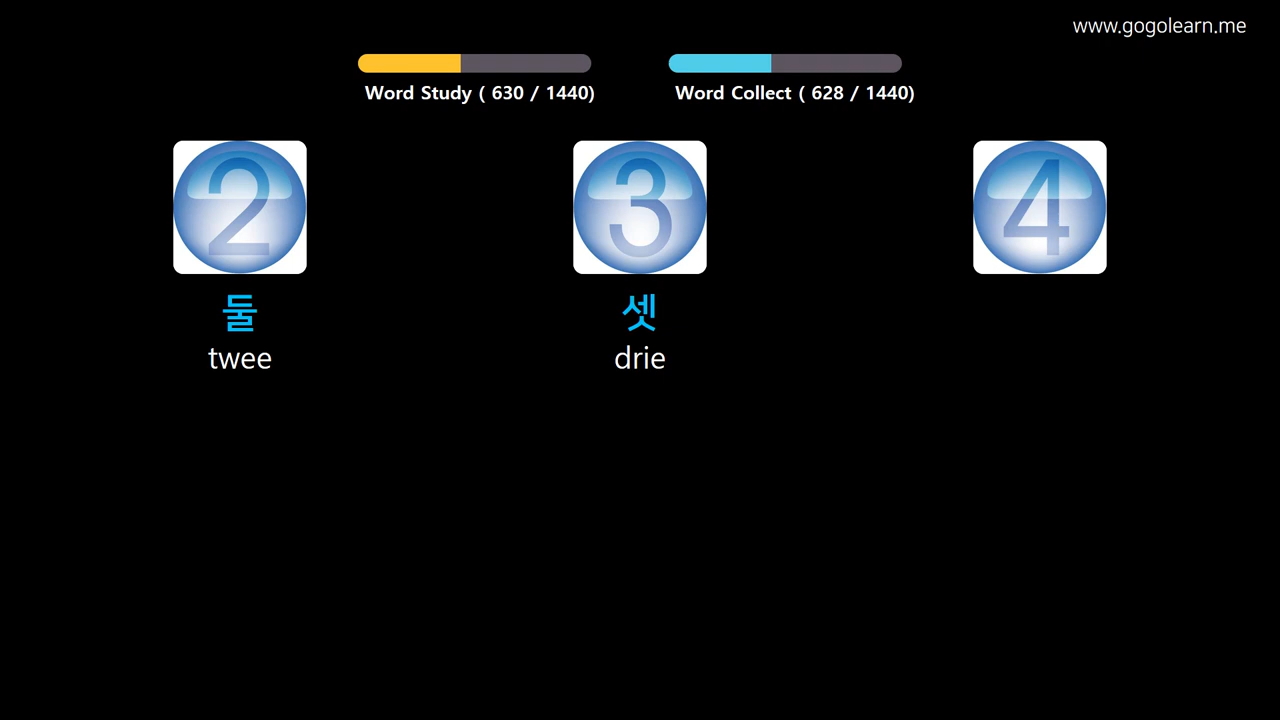 www.gogolearn.me
Word Study ( 630 / 1440)
Word Collect ( 628 / 1440)
2
3
4
둘
셋
twee
drie